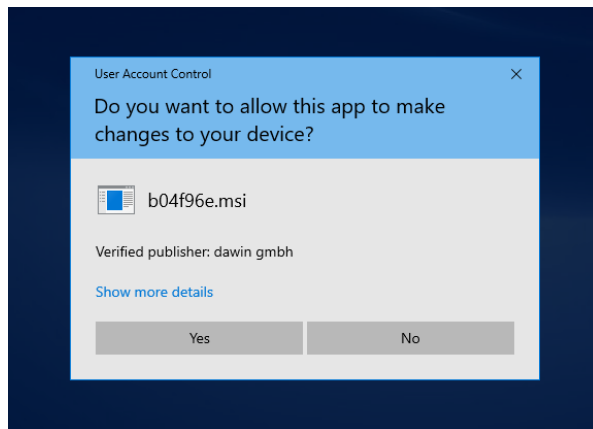 User Account Control
Do you want to allow this app to make
changes to your device?
b04f96e.msi
Verified publisher: dawin gmbh
Show more details
Yes
No